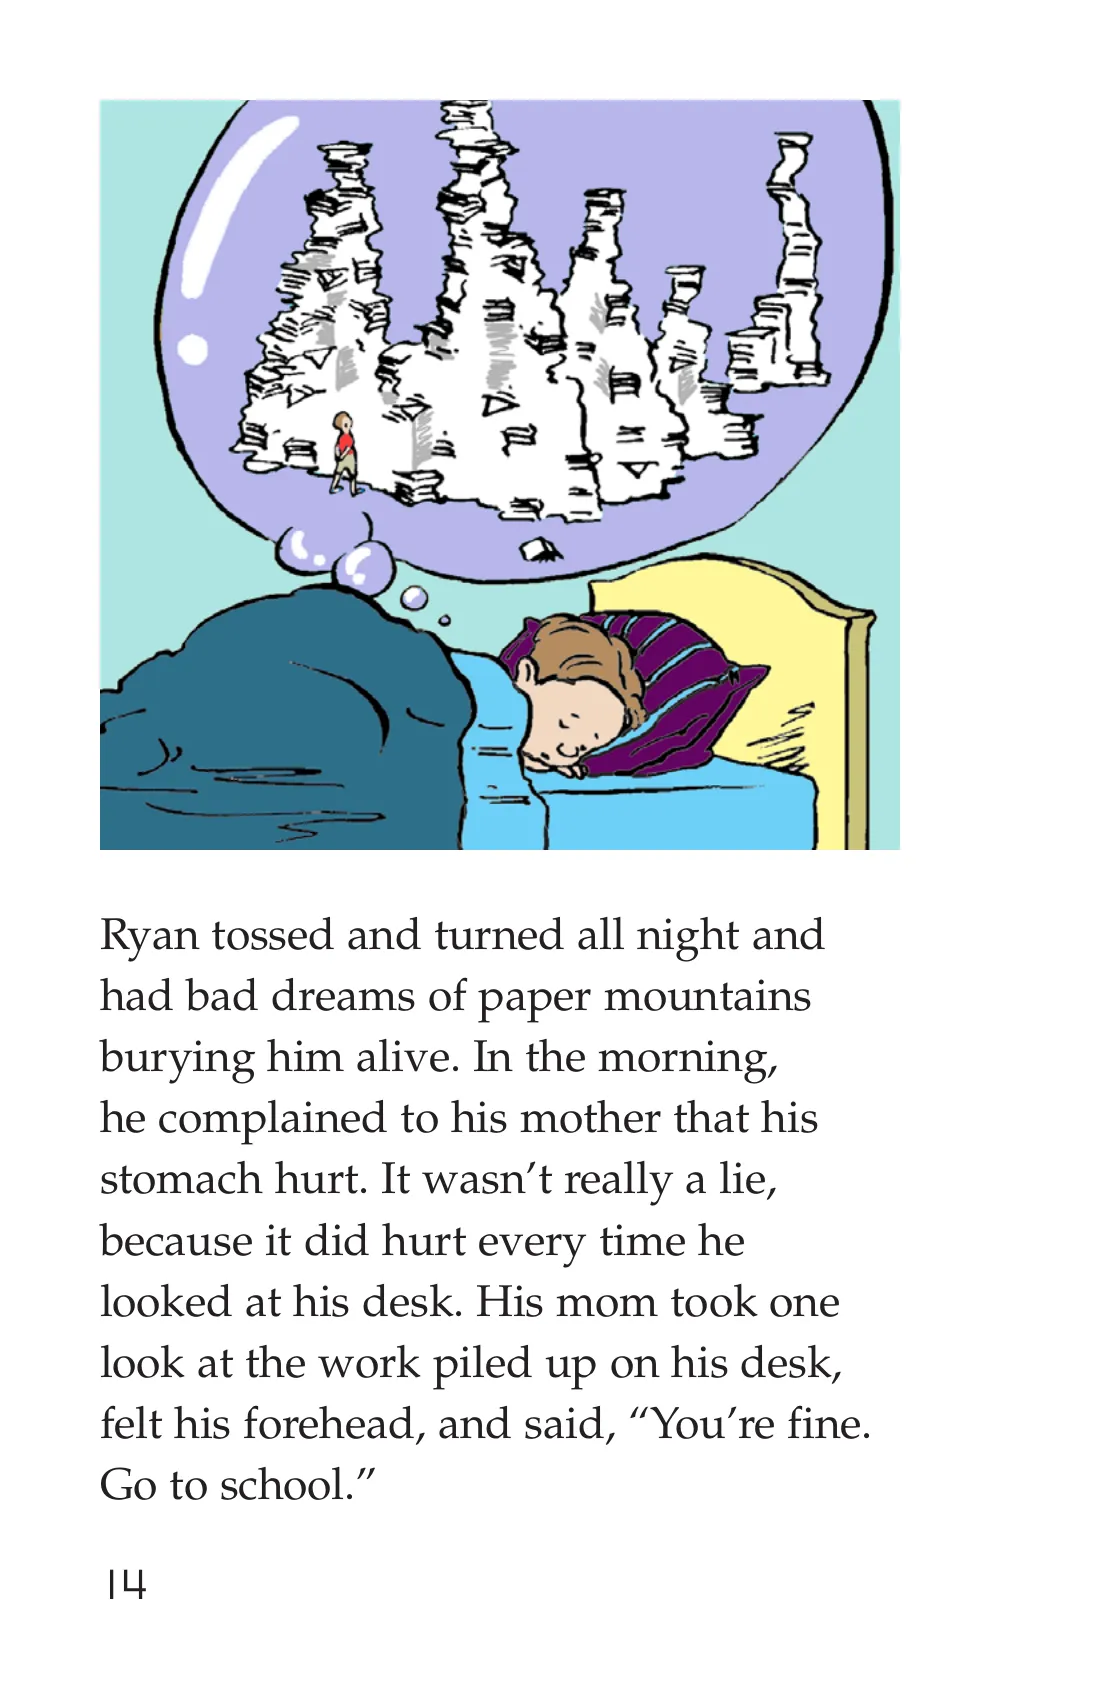 Ryan tossed and turned all night and
had bad dreams of paper mountains
burying him alive. In the morning,
he complained to his mother that his
stomach hurt. It wasn’t really a lie,
because it did hurt every time he
looked at his desk. His mom took one
look at the work piled up on his desk,
felt his forehead, and said, “You’re fine.
Go to school.”
14